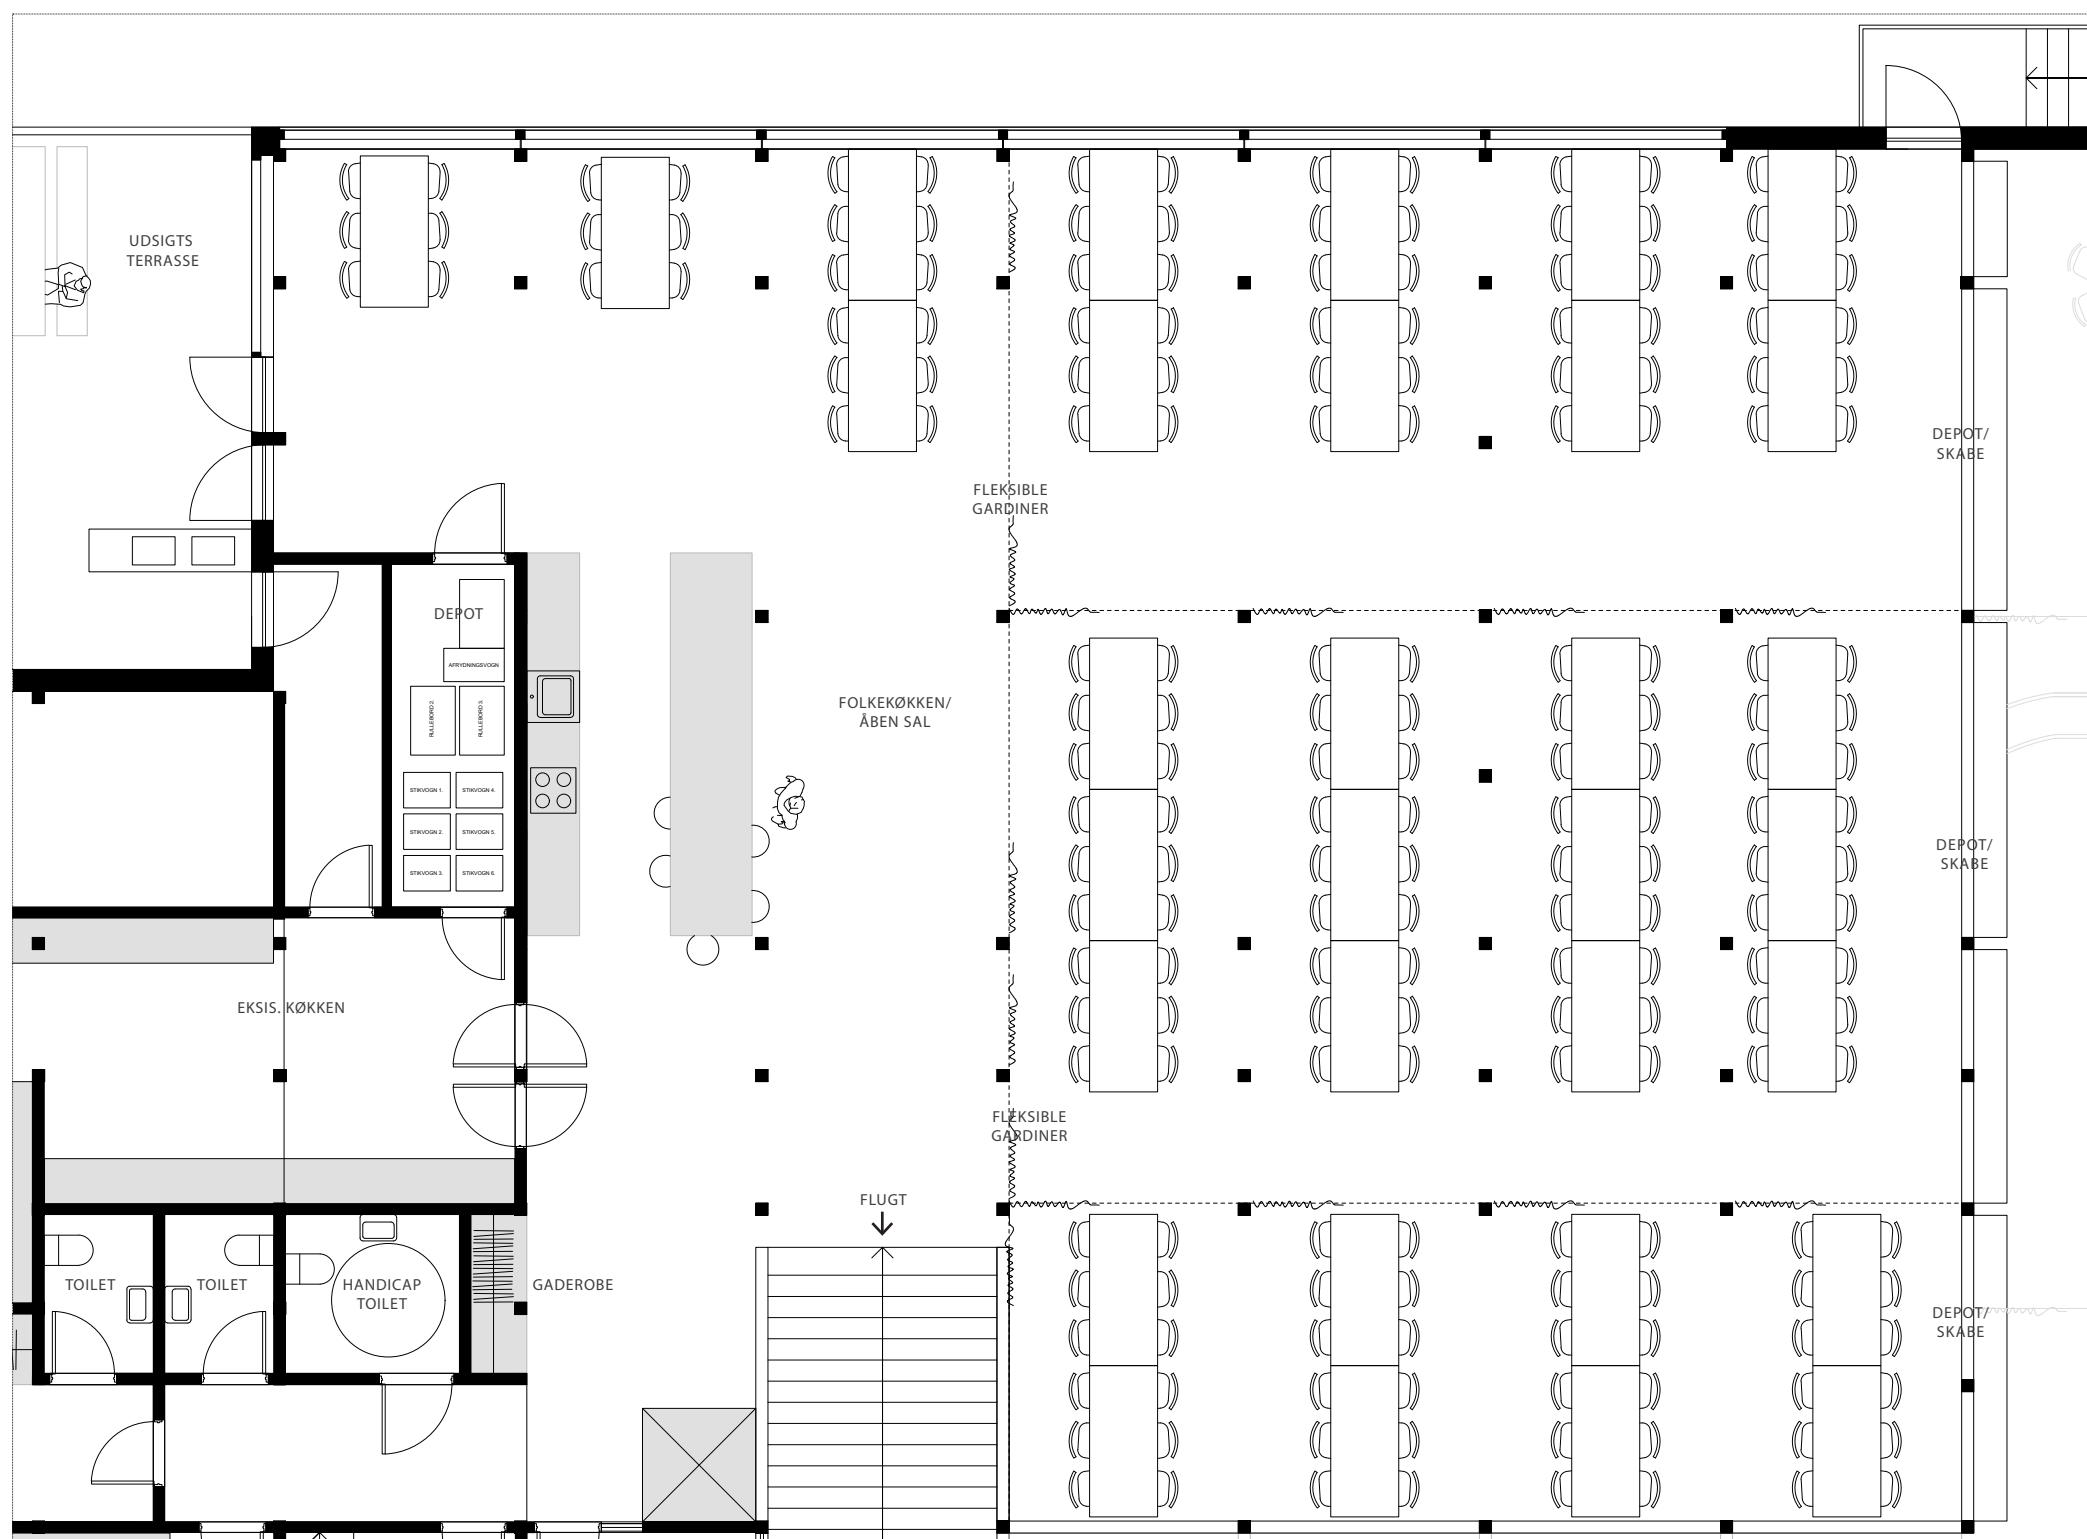 UDSIGTS
TERRASSE
DEPOT/
SKABE
FLEKSIBLE
GARDINER
DEPOT
AFRYDNINGSVOGN
RULLEBORD 2.
RULLEBORD 3.
FOLKEKØKKEN/
ÅBEN SAL
STIKVOGN 1.
STIKVOGN 4.
STIKVOGN 2.
STIKVOGN 5.
STIKVOGN 3.
STIKVOGN 6.
DEPOT/
SKABE
EKSIS. KØKKEN
FLEKSIBLE
GARDINER
FLUGT
TOILET
TOILET
HANDICAP
TOILET
GADEROBE
DEPOT/
SKABE